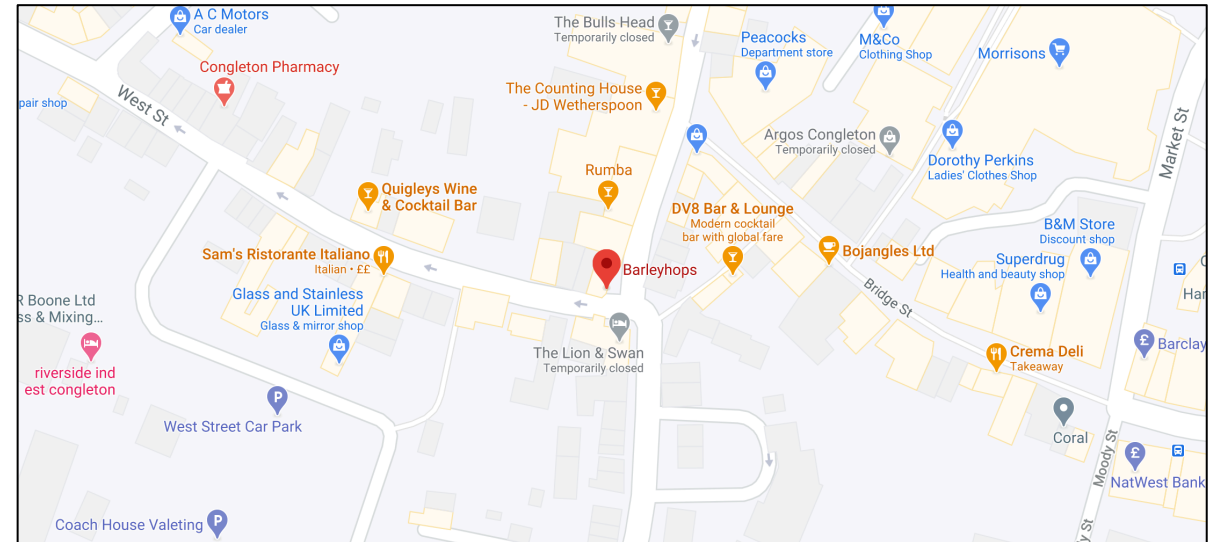 A C Motors
Car dealer
The Bulls Head
Temporarily closed
Peacocks
Department store
M&Co
Clothing Shop
Morrisons
Congleton Pharmacy
The Counting House
- JD Wetherspoon
pair shop
West St
Argos Congleton
Temporarily closed
Dorothy Perkins
Ladies' Clothes Shop
Market St
Rumba
Quigleys Wine
& Cocktail Bar
DV8 Bar & Lounge
Modern cocktail
bar with global fare
B&M Store
Discount shop
Sam's Ristorante Italiano
Italian • ££
Barleyhops
Bojangles Ltd
Superdrug
Health and beauty shop
R Boone Ltd
ss & Mixing...
Glass and Stainless
UK Limited
Glass & mirror shop
Bridge St
Har
The Lion & Swan
Temporarily closed
Crema Deli
Takeaway
£ Barclay
riverside ind
est congleton
P
West Street Car Park
Coral
Moody St
£
NatWest Bank
Coach House Valeting
P
y St